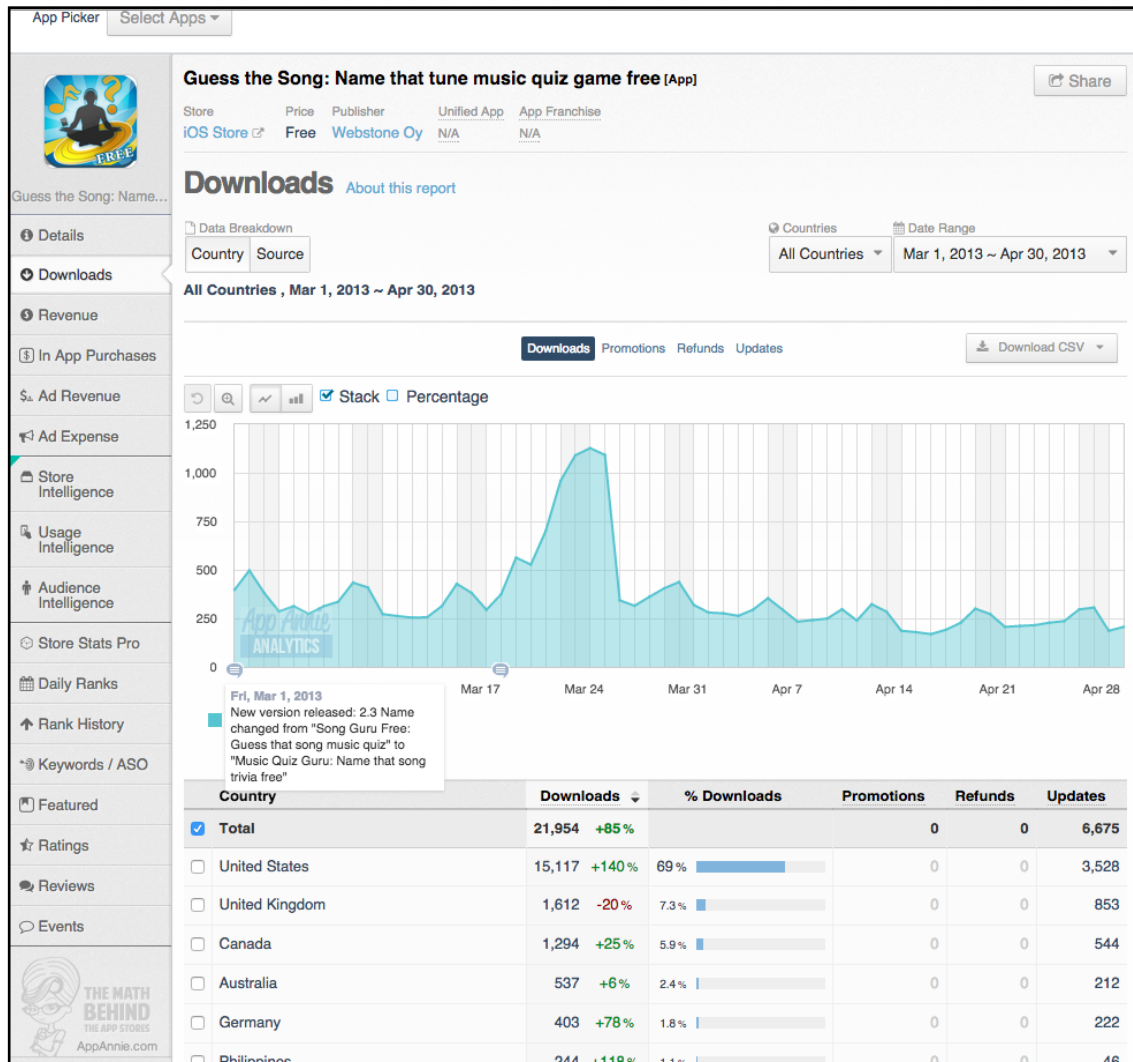 App Picker Select Apps
Guess the Song: Name that tune music quiz game free [App]
Share
Store Price Publisher Unified App App Franchise
iOS Store Free Webstone Oy N/A N/A
FREE
Guess the Song: Name...
Details
Downloads
Revenue
In App Purchases
Ad Revenue
Ad Expense
Store
Intelligence
Usage
Intelligence
Audience
Intelligence
Store Stats Pro
Daily Ranks
Rank History
Keywords / ASO
Featured
Ratings
Reviews
Events
THE MATH
BEHIND
THE APP STORES
AppAnnie.com
Downloads About this report
Data Breakdown Countries Date Range
Country Source All Countries Mar 1, 2013 ~ Apr 30, 2013
All Countries , Mar 1, 2013 ~ Apr 30, 2013
Downloads Promotions Refunds Updates Download CSV
Stack Percentage
1,250
1,000
750
500
250
0
App Annie
ANALYTICS
Mar 17 Mar 24 Mar 31 Apr 7 Apr 14 Apr 21 Apr 28
Fri, Mar 1, 2013
New version released: 2.3 Name
changed from "Song Guru Free:
Guess that song music quiz" to
"Music Quiz Guru: Name that song
trivia free"
Country Downloads % Downloads Promotions Refunds Updates
Total 21,954 +85% 0 0 6,675
United States 15,117 +140% 69% 0 0 3,528
United Kingdom 1,612 -20% 7.3% 0 0 853
Canada 1,294 +25% 5.9% 0 0 544
Australia 537 +6% 2.4% 0 0 212
Germany 403 +78% 1.8% 0 0 222
Philippines 244 +118% 1.1% 0 0 46